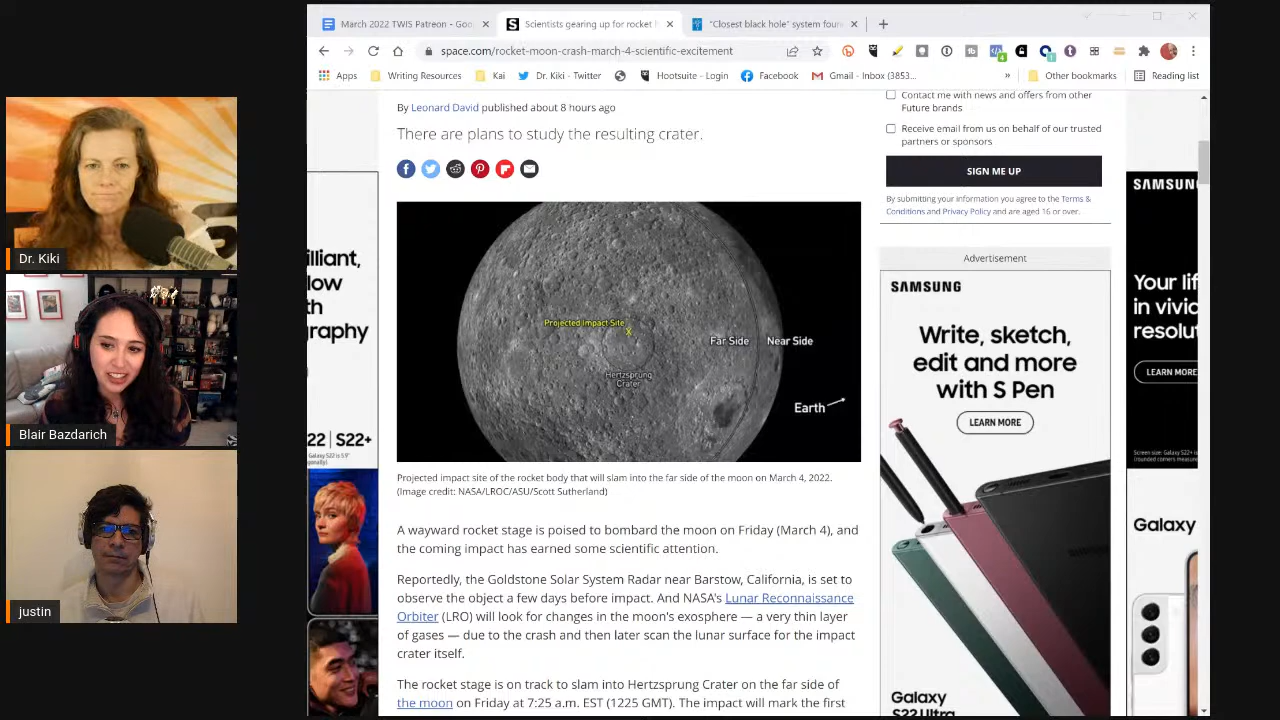 Dr. Kiki
Blair Bazdarich
justin
March 2022 TWIS Patreon - Goo
Scientists gearing up for rocket h
"Closest black hole" system foun
space.com/rocket-moon-crash-march-4-scientific-excitement
Apps
Writing Resources
Kai
Dr. Kiki - Twitter
Hootsuite - Login
Facebook
Gmail - Inbox (3853...
»
Other bookmarks
Reading list
By Leonard David published about 8 hours ago
There are plans to study the resulting crater.
Projected Impact Site
X
Far Side
Near Side
Hertzsprung
Crater
Earth
Projected impact site of the rocket body that will slam into the far side of the moon on March 4, 2022.
(Image credit: NASA/LROC/ASU/Scott Sutherland)
A wayward rocket stage is poised to bombard the moon on Friday (March 4), and
the coming impact has earned some scientific attention.
Reportedly, the Goldstone Solar System Radar near Barstow, California, is set to
observe the object a few days before impact. And NASA's Lunar Reconnaissance
Orbiter (LRO) will look for changes in the moon's exosphere — a very thin layer
of gases — due to the crash and then later scan the lunar surface for the impact
crater itself.
The rocket stage is on track to slam into Hertzsprung Crater on the far side of
the moon on Friday at 7:25 a.m. EST (1225 GMT). The impact will mark the first
Contact me with news and offers from other
Future brands
Receive email from us on behalf of our trusted
partners or sponsors
SIGN ME UP
By submitting your information you agree to the Terms &
Conditions and Privacy Policy and are aged 16 or over.
Advertisement
SAMSUNG
Write, sketch,
edit and more
with S Pen
LEARN MORE
Galaxy
S22 Ultra
illiant,
low
th
graphy
22 | S22+
SAMSUNG
Your lif
in vivid
resolut
LEARN MORE
Galaxy